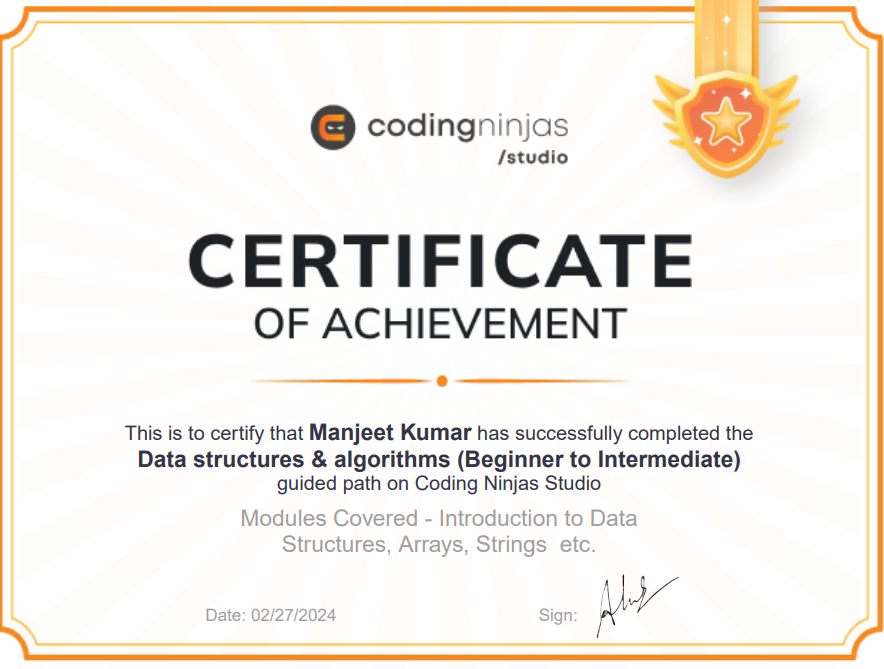 codingninjas
/studio
CERTIFICATE
OF ACHIEVEMENT
This is to certify that Manjeet Kumar has successfully completed the
Data structures & algorithms (Beginner to Intermediate)
guided path on Coding Ninjas Studio
Modules Covered - Introduction to Data
Structures, Arrays, Strings  etc.
Date: 02/27/2024
Sign: